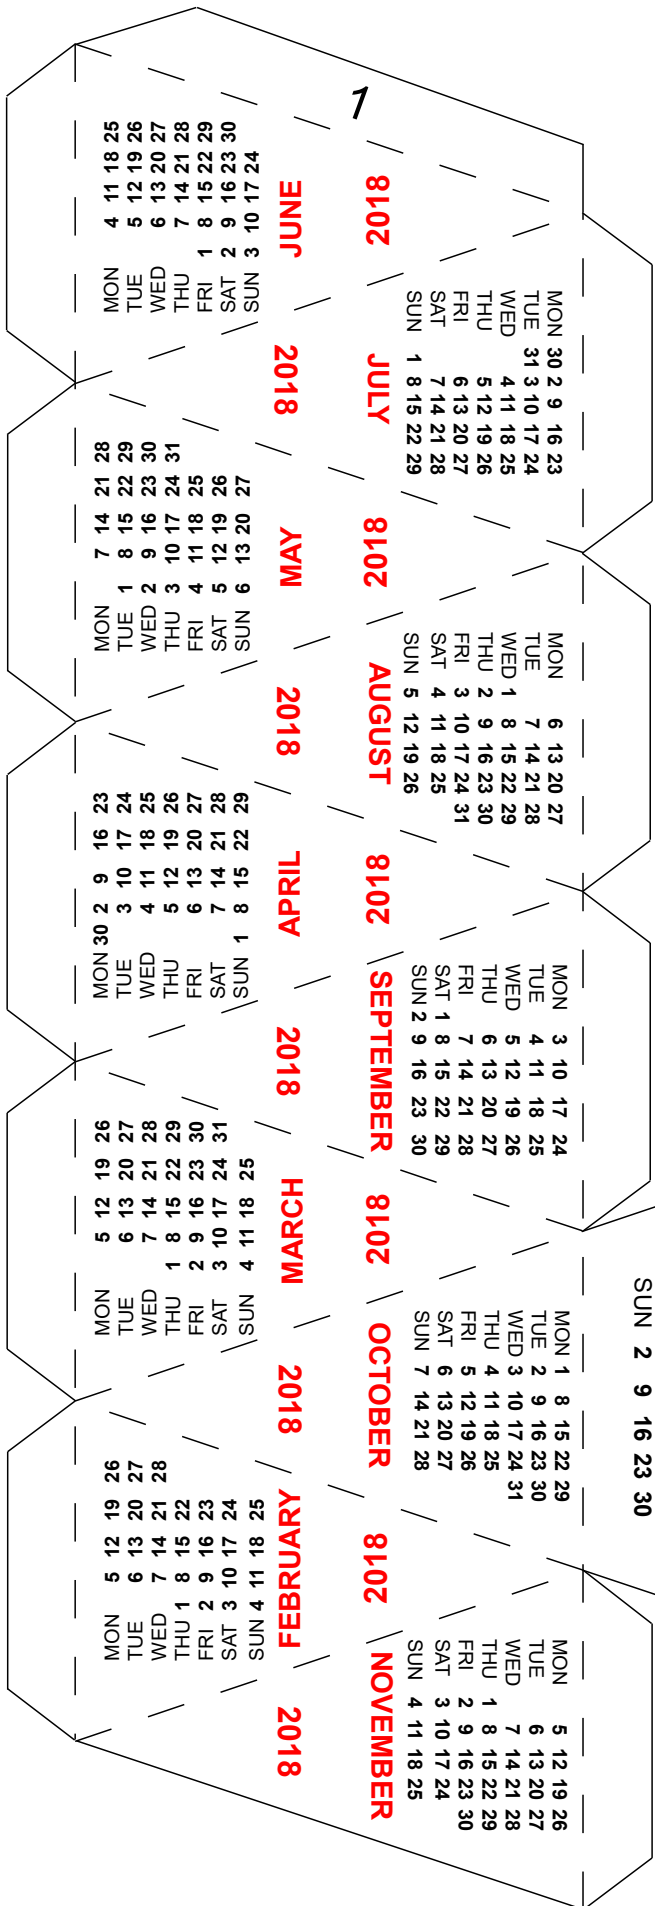 1
MON 4 11 18 25
TUE 5 12 19 26
WED 6 13 20 27
THU 7 14 21 28
FRI 1 8 15 22 29
SAT 2 9 16 23 30
SUN 3 10 17 24
JUNE
2018
MON 30 2 9 16 23
TUE 31 3 10 17 24
WED 4 11 18 25
THU 5 12 19 26
FRI 6 13 20 27
SAT 7 14 21 28
SUN 1 8 15 22 29
JULY
2018
MON 7 14 21 28
TUE 1 8 15 22 29
WED 2 9 16 23 30
THU 3 10 17 24 31
FRI 4 11 18 25
SAT 5 12 19 26
SUN 6 13 20 27
MAY
2018
MON 6 13 20 27
TUE 7 14 21 28
WED 1 8 15 22 29
THU 2 9 16 23 30
FRI 3 10 17 24 31
SAT 4 11 18 25
SUN 5 12 19 26
AUGUST
2018
MON 30 2 9 16 23
TUE 3 10 17 24
WED 4 11 18 25
THU 5 12 19 26
FRI 6 13 20 27
SAT 7 14 21 28
SUN 1 8 15 22 29
APRIL
2018
MON 3 10 17 24
TUE 4 11 18 25
WED 5 12 19 26
THU 6 13 20 27
FRI 7 14 21 28
SAT 1 8 15 22 29
SUN 2 9 16 23 30
SEPTEMBER
2018
MON 5 12 19 26
TUE 6 13 20 27
WED 7 14 21 28
THU 1 8 15 22 29
FRI 2 9 16 23 30
SAT 3 10 17 24 31
SUN 4 11 18 25
MARCH
2018
MON 1 8 15 22 29
TUE 2 9 16 23 30
WED 3 10 17 24 31
THU 4 11 18 25
FRI 5 12 19 26
SAT 6 13 20 27
SUN 7 14 21 28
OCTOBER
2018
SUN 2 9 16 23 30
MON 5 12 19 26
TUE 6 13 20 27
WED 7 14 21 28
THU 1 8 15 22
FRI 2 9 16 23
SAT 3 10 17 24
SUN 4 11 18 25
FEBRUARY
2018
MON 5 12 19 26
TUE 6 13 20 27
WED 7 14 21 28
THU 1 8 15 22 29
FRI 2 9 16 23 30
SAT 3 10 17 24
SUN 4 11 18 25
NOVEMBER
2018